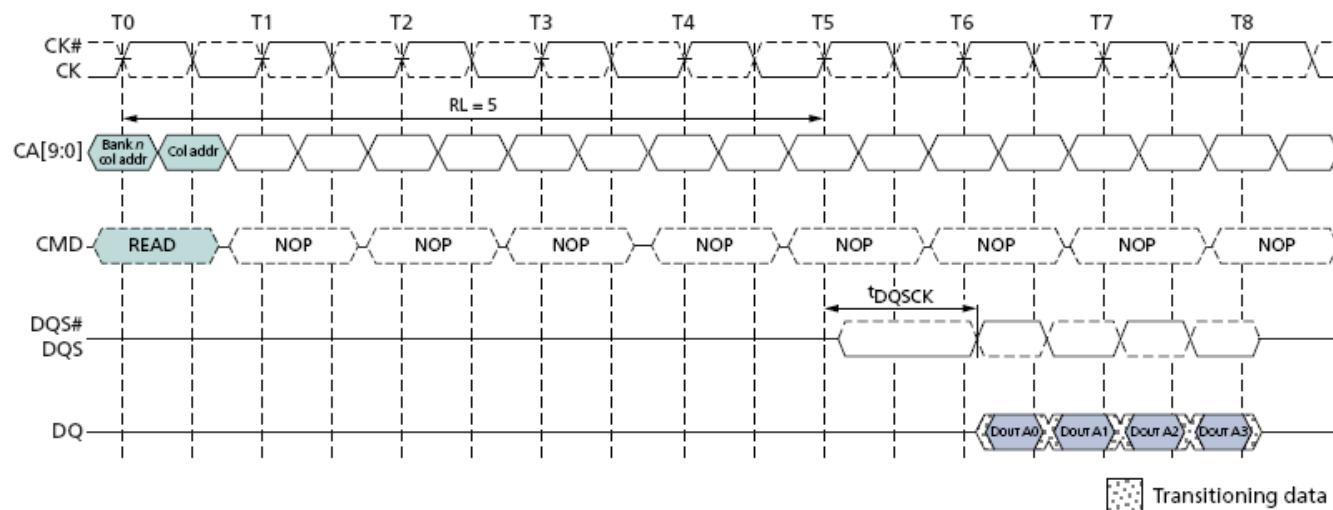 T0 T1 T2 T3 T4 T5 T6 T7 T8
CK#
CK
RL = 5
CA[9:0]
Bank n
col addr
Col addr
CMD READ NOP NOP NOP NOP NOP NOP NOP NOP
tDQSCK
DQS#
DQS
DQ DOUT A0 DOUT A1 DOUT A2 DOUT A3
Transitioning data